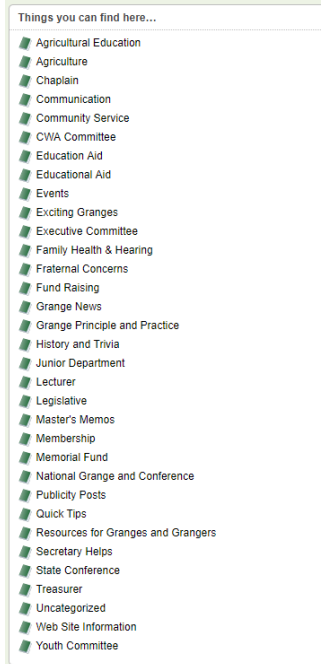 Things you can find here...
Agricultural Education
Agriculture
Chaplain
Communication
Community Service
CWA Committee
Education Aid
Educational Aid
Events
Exciting Granges
Executive Committee
Family Health & Hearing
Fraternal Concerns
Fund Raising
Grange News
Grange Principle and Practice
History and Trivia
Junior Department
Lecturer
Legislative
Master's Memos
Membership
Memorial Fund
National Grange and Conference
Publicity Posts
Quick Tips
Resources for Granges and Grangers
Secretary Helps
State Conference
Treasurer
Uncategorized
Web Site Information
Youth Committee